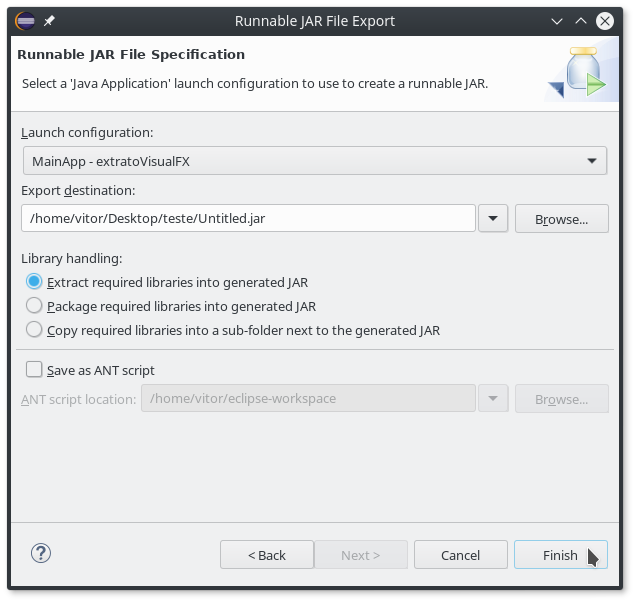 Runnable JAR File Export
Runnable JAR File Specification
Select a 'Java Application' launch configuration to use to create a runnable JAR.
Launch configuration:
MainApp - extratoVisualFX
Export destination:
/home/vitor/Desktop/teste/Untitled.jar
Browse...
Library handling:
Extract required libraries into generated JAR
Package required libraries into generated JAR
Copy required libraries into a sub-folder next to the generated JAR
Save as ANT script
ANT script location: /home/vitor/eclipse-workspace Browse...
? < Back Next > Cancel Finish